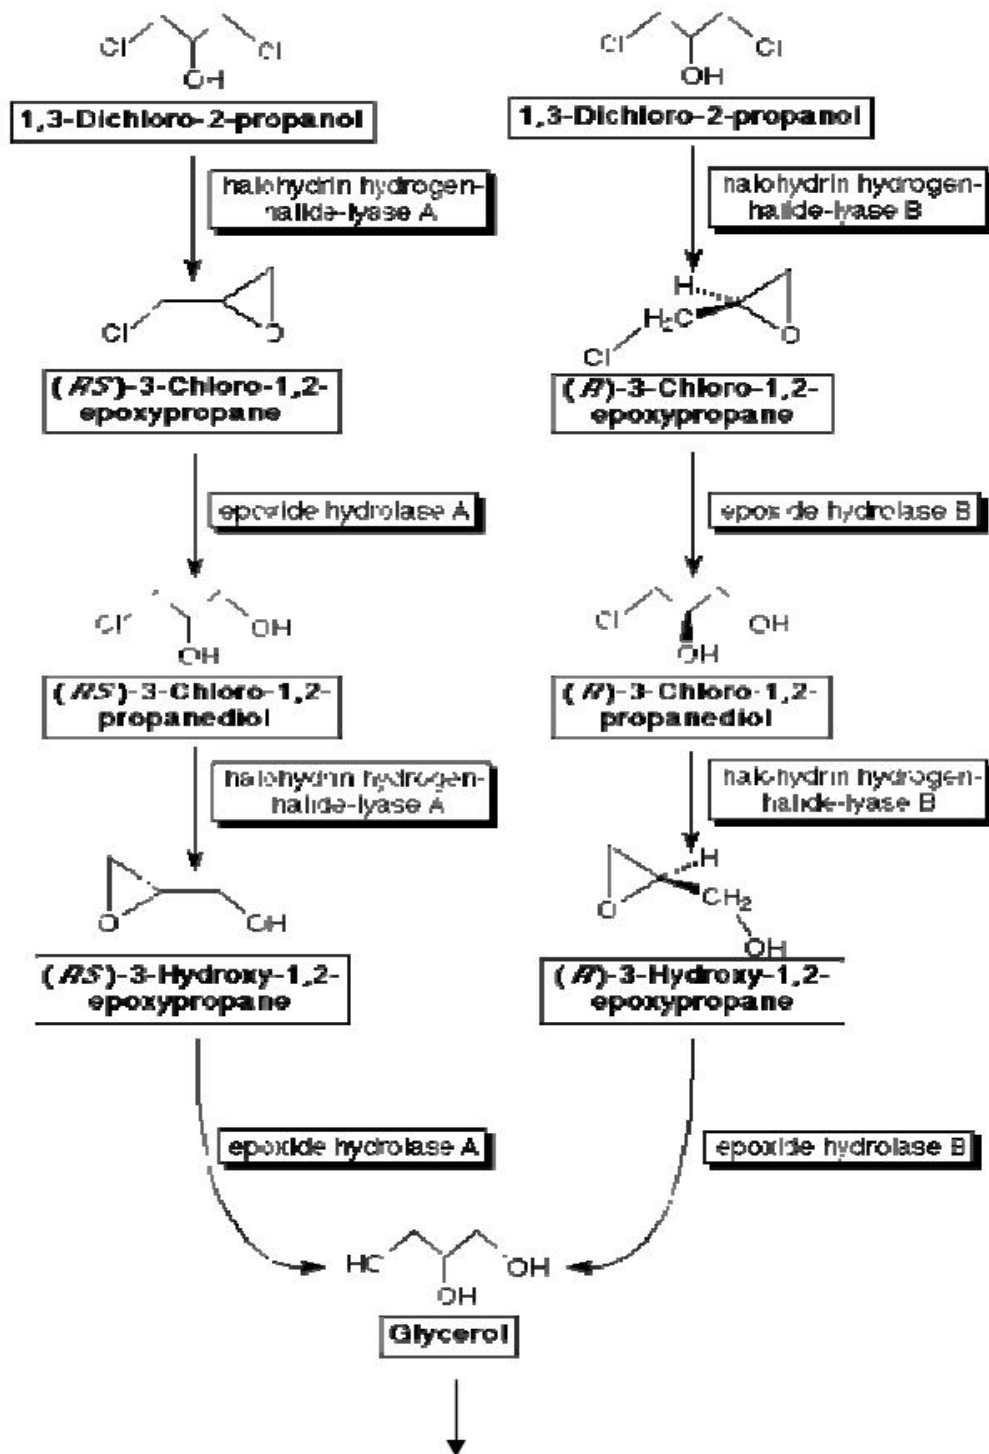 Cl Cl
OH
1,3-Dichloro-2-propanol
halohydrin hydrogen-
halide-lyase A
Cl O
(RS)-3-Chloro-1,2-
epoxypropane
epoxide hydrolase A
Cl OH
OH
(RS)-3-Chloro-1,2-
propanediol
halohydrin hydrogen-
halide-lyase A
O OH
(RS)-3-Hydroxy-1,2-
epoxypropane
epoxide hydrolase A
Cl Cl
OH
1,3-Dichloro-2-propanol
halohydrin hydrogen-
halide-lyase B
H
H₂C O
Cl
(R)-3-Chloro-1,2-
epoxypropane
epoxide hydrolase B
Cl OH
OH
(R)-3-Chloro-1,2-
propanediol
halohydrin hydrogen-
halide-lyase B
H
O CH₂
OH
(R)-3-Hydroxy-1,2-
epoxypropane
epoxide hydrolase B
HO OH
OH
Glycerol